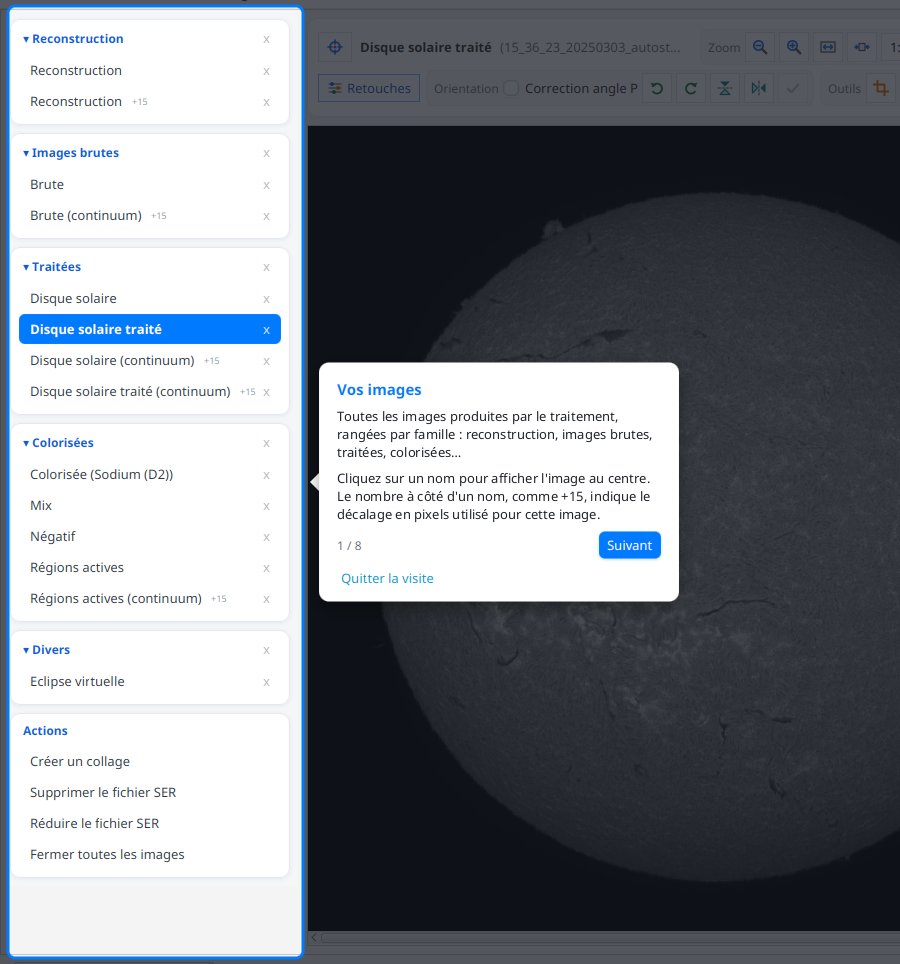 ▾ Reconstruction x
Reconstruction x
Reconstruction +15 x
▾ Images brutes x
Brute x
Brute (continuum) +15 x
▾ Traitées x
Disque solaire x
Disque solaire traité x
Disque solaire (continuum) +15 x
Disque solaire traité (continuum) +15 x
▾ Colorisées x
Colorisée (Sodium (D2)) x
Mix x
Négatif x
Régions actives x
Régions actives (continuum) +15 x
▾ Divers x
Eclipse virtuelle x
Actions
Créer un collage
Supprimer le fichier SER
Réduire le fichier SER
Fermer toutes les images
Disque solaire traité (15_36_23_20250303_autost... Zoom 1:
Retouches Orientation Correction angle P Outils
Vos images
Toutes les images produites par le traitement,
rangées par famille : reconstruction, images brutes,
traitées, colorisées...
Cliquez sur un nom pour afficher l'image au centre.
Le nombre à côté d'un nom, comme +15, indique le
décalage en pixels utilisé pour cette image.
1 / 8 Suivant
Quitter la visite